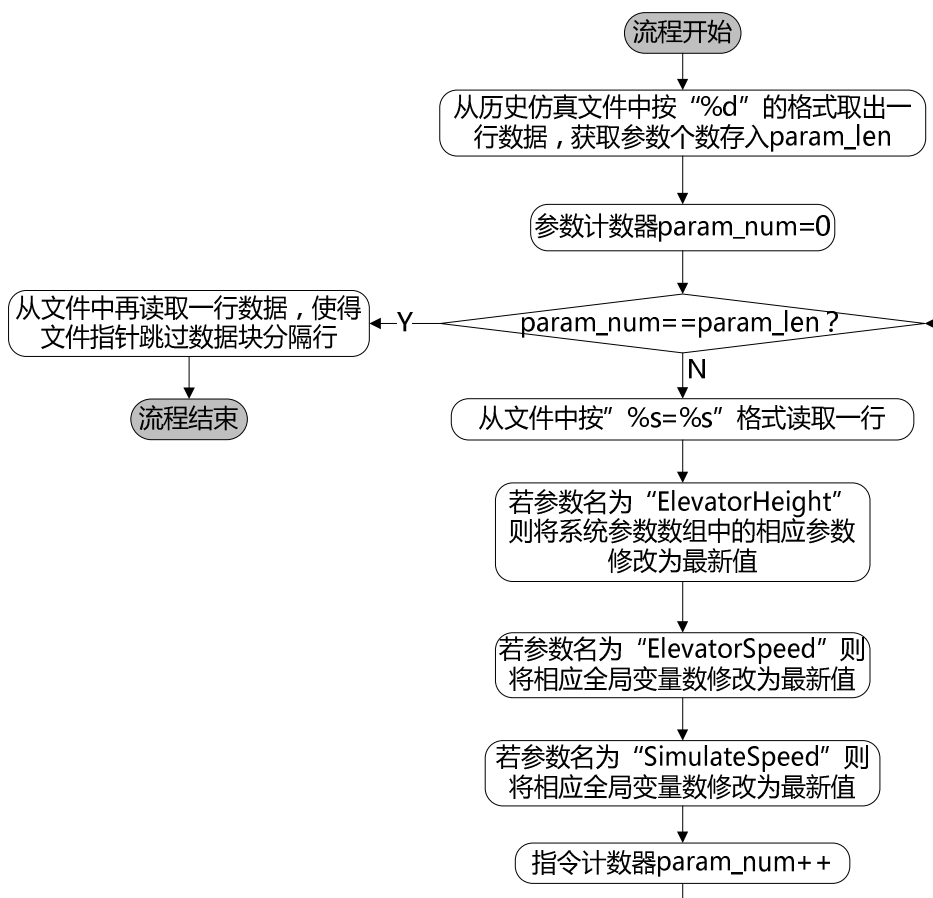 流程开始
从历史仿真文件中按“%d”的格式取出一
行数据，获取参数个数存入param_len
参数计数器param_num=0
param_num==param_len？
Y
从文件中再读取一行数据，使得
文件指针跳过数据块分隔行
流程结束
N
从文件中按”%s=%s”格式读取一行
若参数名为“ElevatorHeight”
则将系统参数数组中的相应参数
修改为最新值
若参数名为“ElevatorSpeed”则
将相应全局变量数修改为最新值
若参数名为“SimulateSpeed”则
将相应全局变量数修改为最新值
指令计数器param_num++